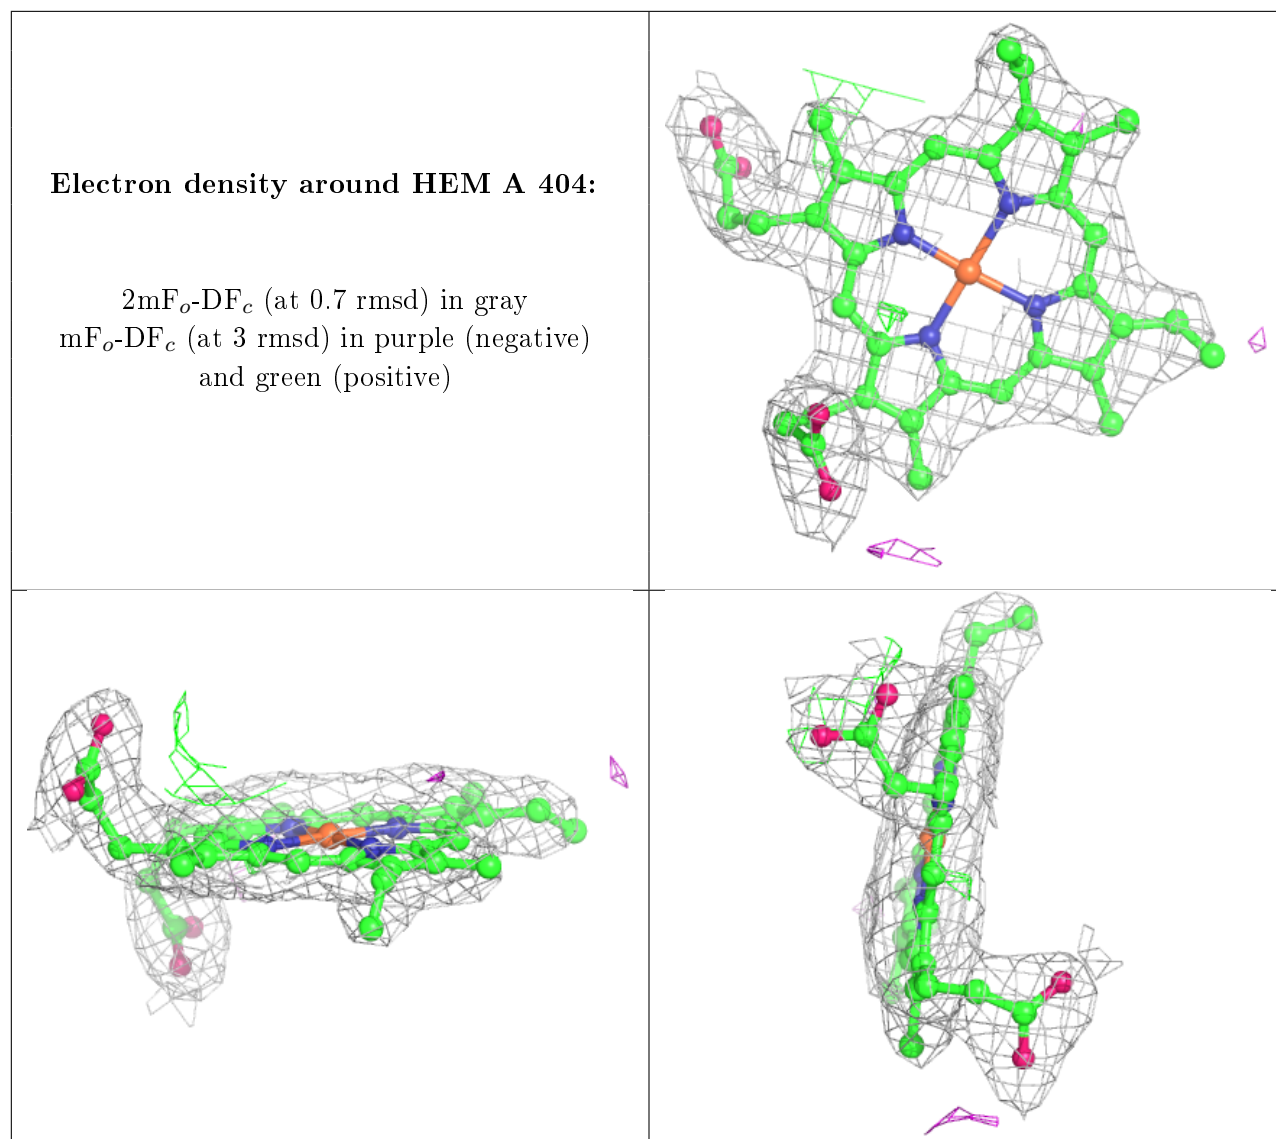 Electron density around HEM A 404:
2mFₒ-DF𝒸 (at 0.7 rmsd) in gray
mFₒ-DF𝒸 (at 3 rmsd) in purple (negative)
and green (positive)